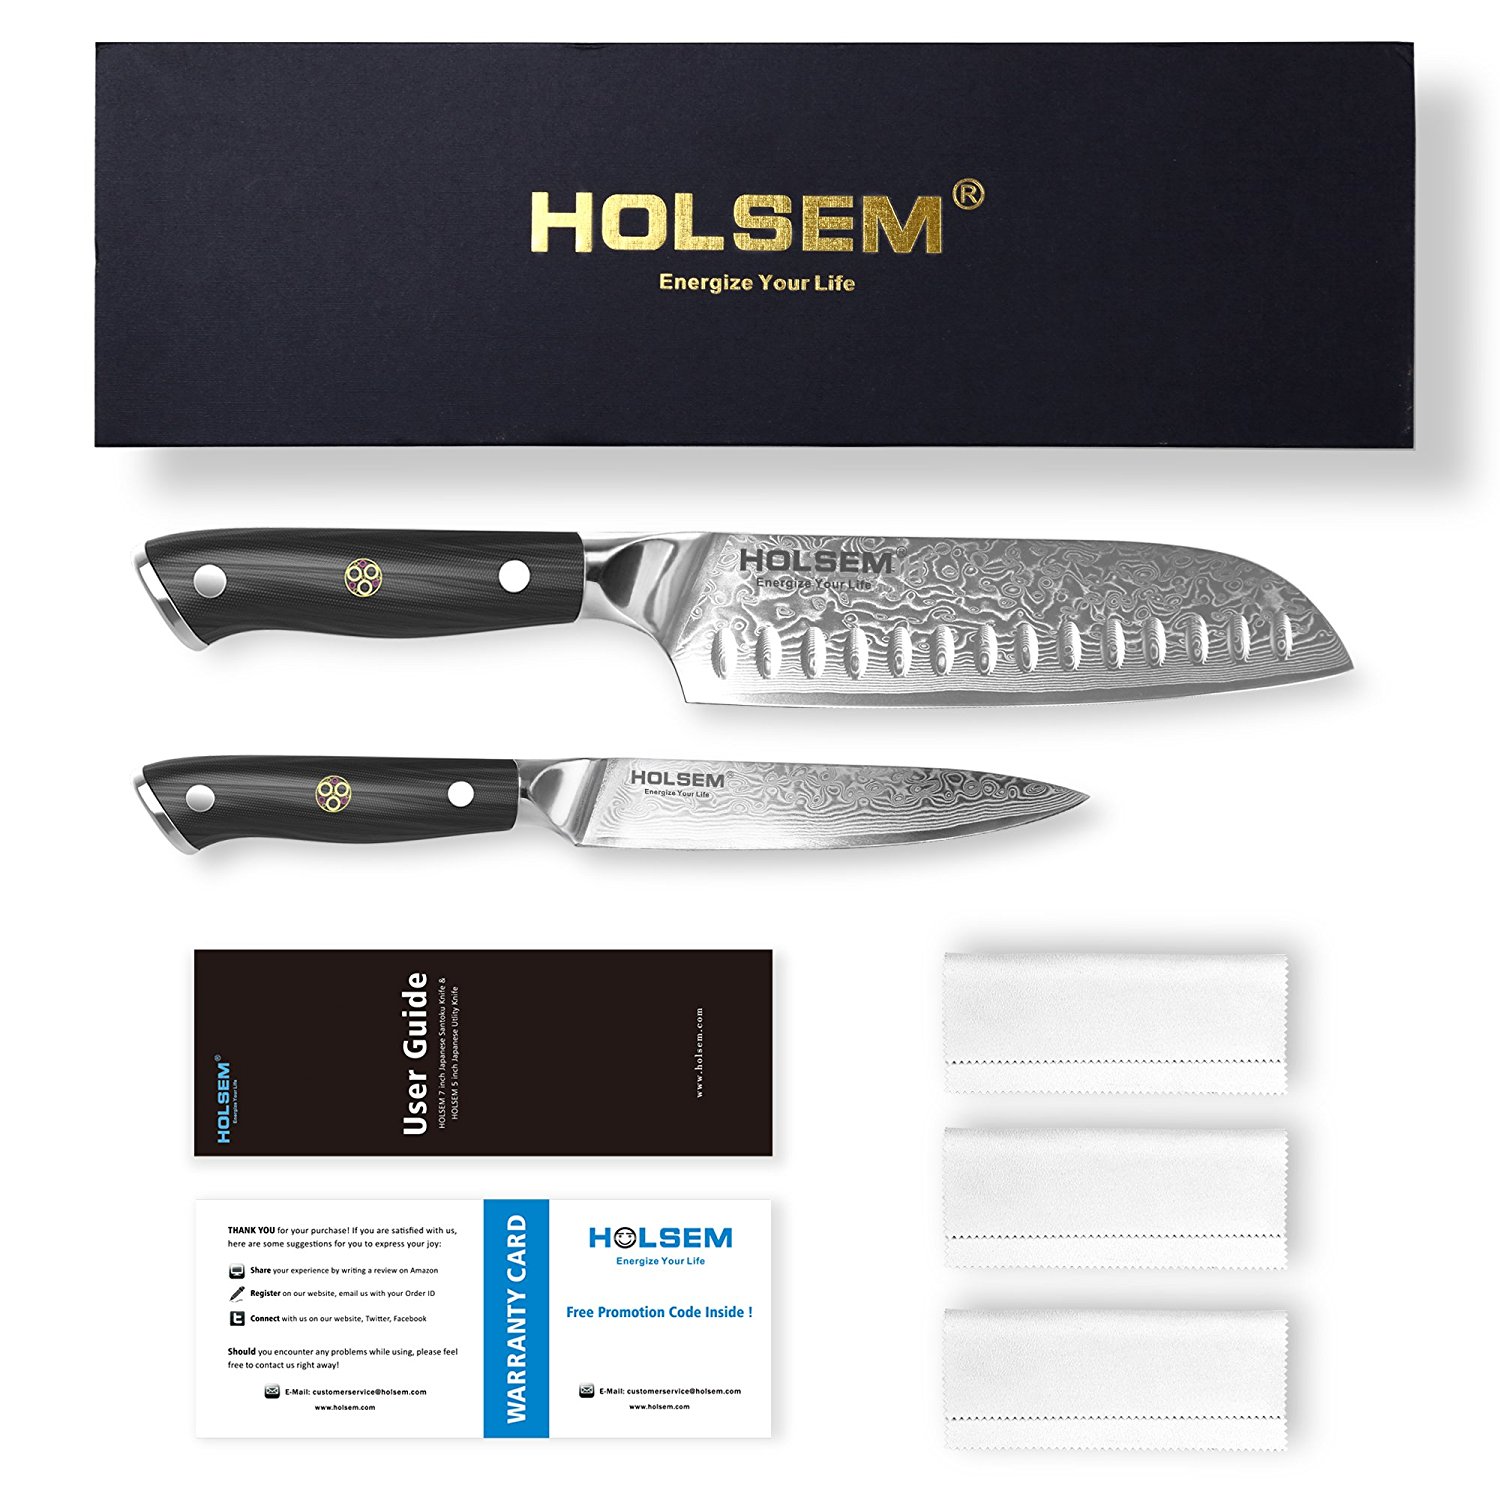 HOLSEM®
Energize Your Life
HOLSEM®
Energize Your Life
HOLSEM®
Energize Your Life
HOLSEM®
Energize Your Life
User Guide
HOLSEM 7 inch Japanese Santoku Knife &
HOLSEM 5 inch Japanese Utlity Knife
www.holsem.com
THANK YOU for your purchase! If you are satisfied with us,
here are some suggestions for you to express your joy:
Share your experience by writing a review on Amazon
Register on our website, email us with your Order ID
Connect with us on our website, Twitter, Facebook
Should you encounter any problems while using, please feel
free to contact us right away!
E-Mail: customerservice@holsem.com
www.holsem.com
WARRANTY CARD
HOLSEM
Energize Your Life
Free Promotion Code Inside !
E-Mail: customerservice@holsem.com
www.holsem.com